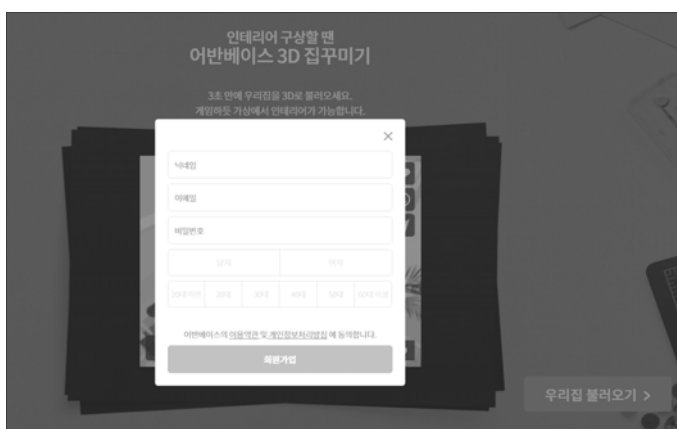 인테리어 구상할 땐
어반베이스 3D 집꾸미기
3초 만에 우리집을 3D로 불러오세요.
게임하듯 가상에서 인테리어가 가능합니다.
닉네임
이메일
비밀번호
남자 여자
20대 미만 20대 30대 40대 50대 60대 이상
어반베이스의 이용약관 및 개인정보처리방침 에 동의합니다.
회원가입
우리집 불러오기 >